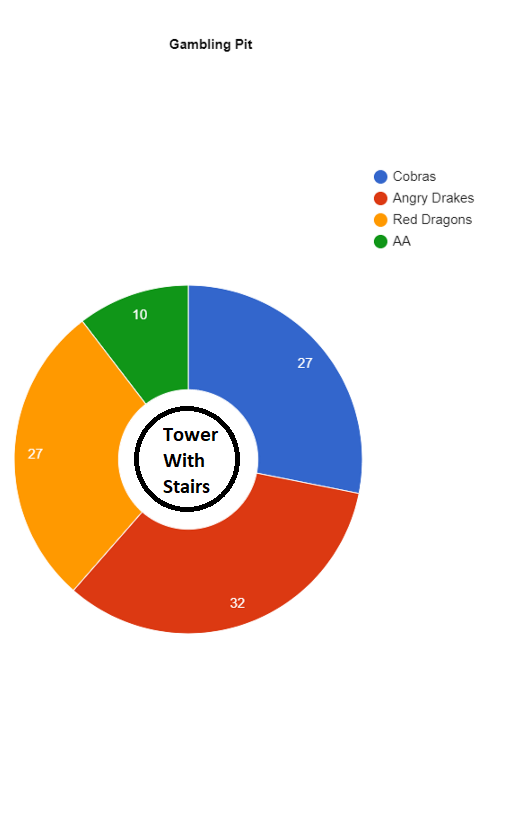 Gambling Pit
Cobras
Angry Drakes
Red Dragons
AA
10
27
27
32
Tower
With
Stairs